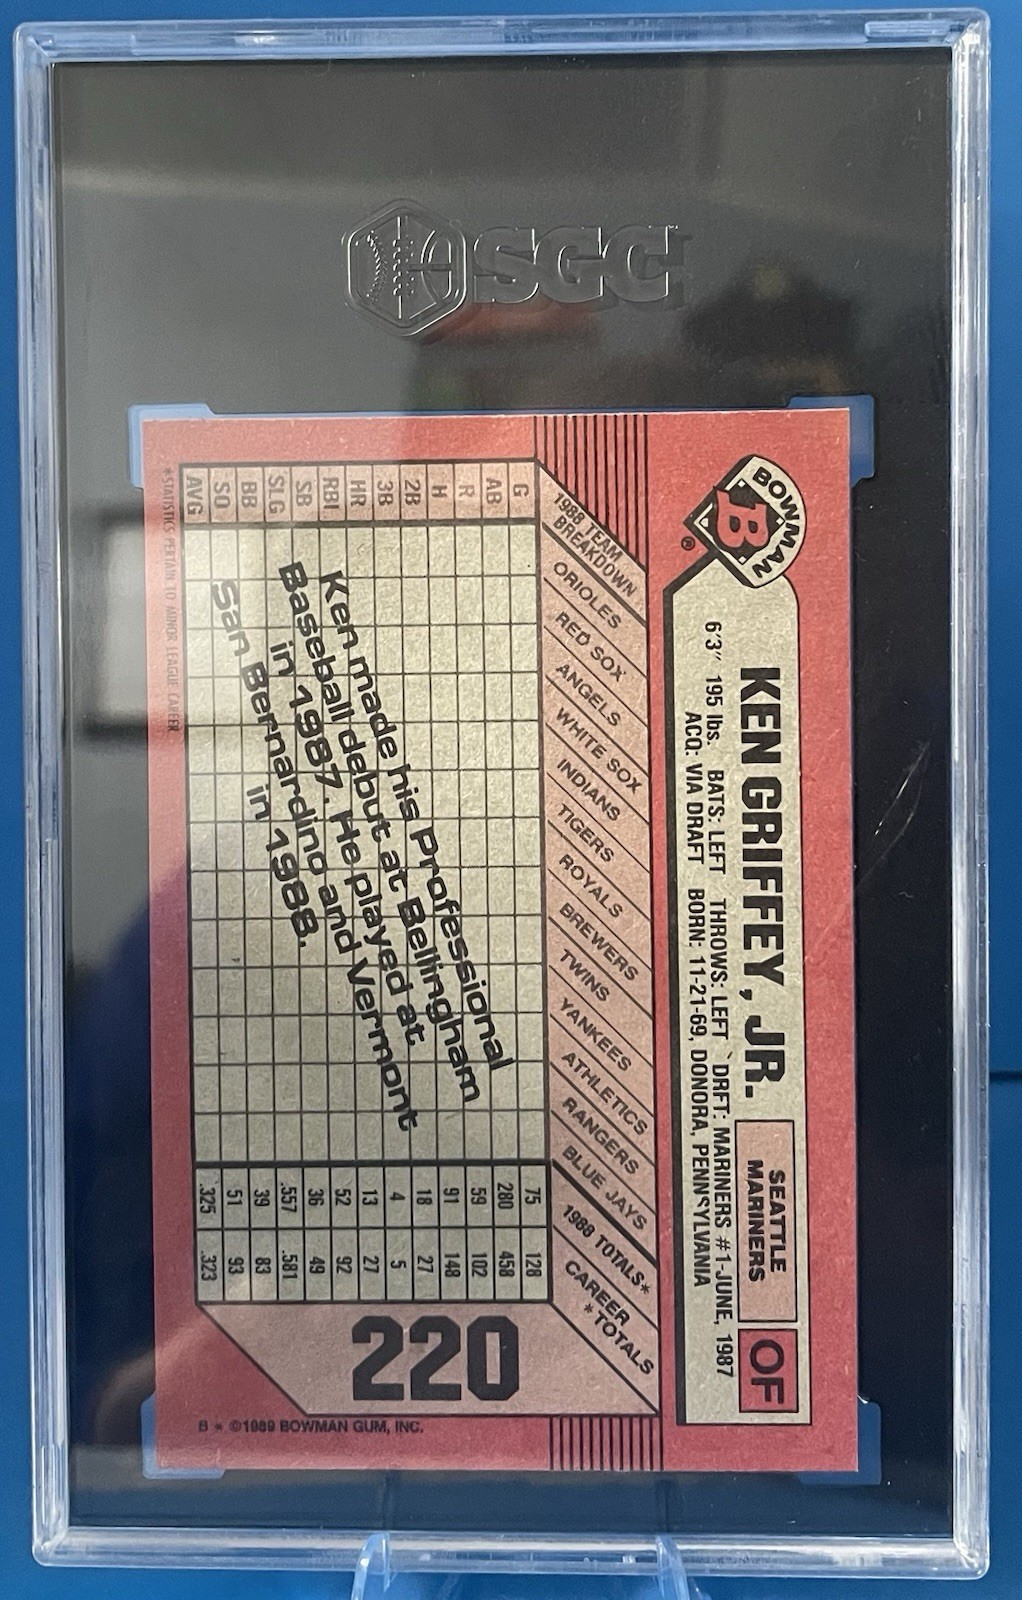 SGC
BOWMAN
B
®
KEN GRIFFEY, JR.
SEATTLE
MARINERS
OF
6'3" 195 lbs. BATS: LEFT THROWS: LEFT DRFT: MARINERS #1-JUNE, 1987
ACQ: VIA DRAFT BORN: 11-21-69, DONORA, PENNSYLVANIA
1988 TEAM
BREAKDOWN
ORIOLES
RED SOX
ANGELS
WHITE SOX
INDIANS
TIGERS
ROYALS
BREWERS
TWINS
YANKEES
ATHLETICS
RANGERS
BLUE JAYS
1988 TOTALS*
CAREER
*TOTALS
G 75 128
AB 280 458
R 59 102
H 91 148
2B 18 27
3B 4 5
HR 13 27
RBI 52 92
SB 36 49
SLG .557 .581
BB 39 83
SO 51 93
AVG .325 .323
Ken made his Professional
Baseball debut at Bellingham
in 1987. He played at
San Bernardino and Vermont
in 1988.
220
*STATISTICS PERTAIN TO MINOR LEAGUE CAREER
B * ©1989 BOWMAN GUM, INC.